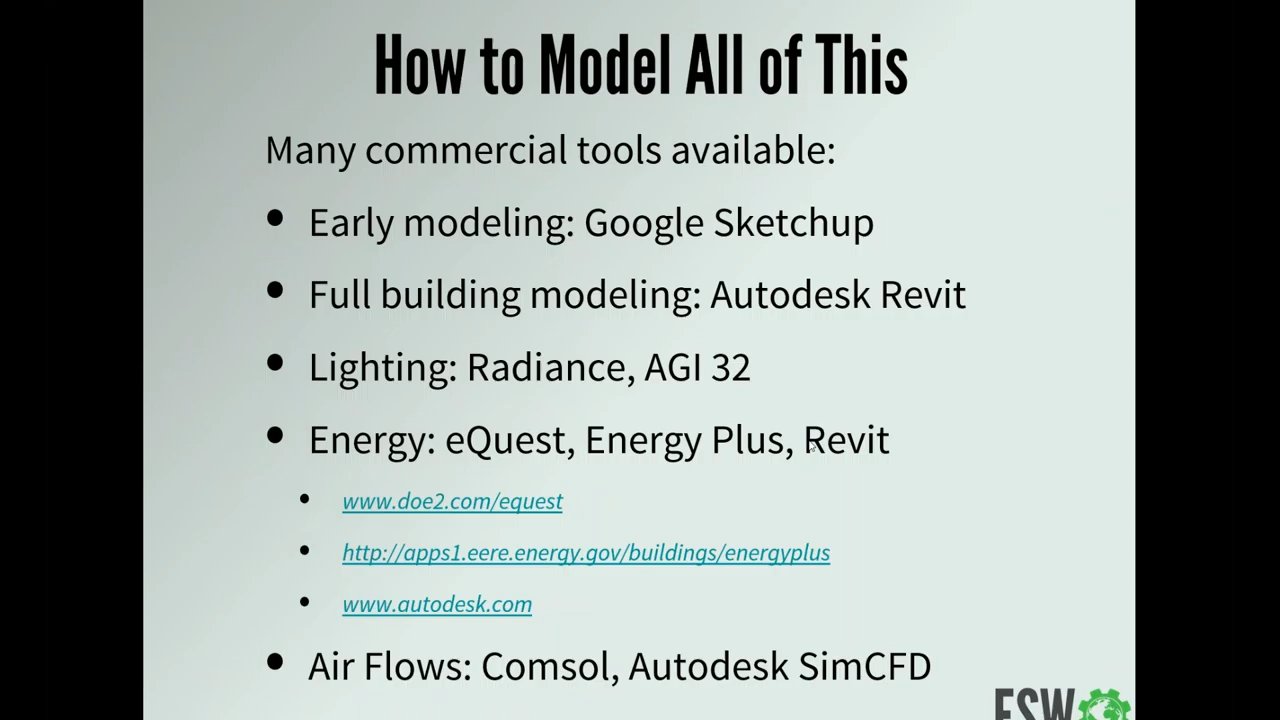 How to Model All of This
Many commercial tools available:
• Early modeling: Google Sketchup
• Full building modeling: Autodesk Revit
• Lighting: Radiance, AGI 32
• Energy: eQuest, Energy Plus, Revit
• www.doe2.com/equest
• http://apps1.eere.energy.gov/buildings/energyplus
• www.autodesk.com
• Air Flows: Comsol, Autodesk SimCFD
ESW